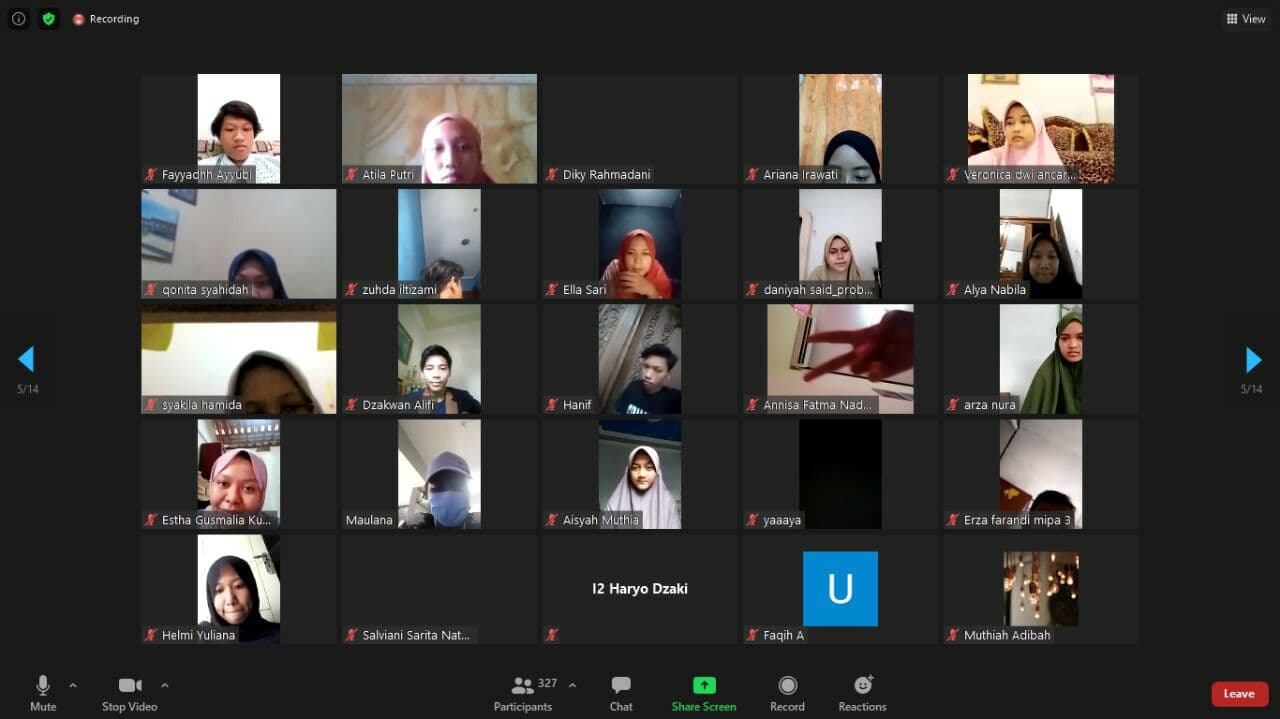 Recording
View
Fayyadhh Ayyubi
Atila Putri
Diky Rahmadani
Ariana Irawati
Veronica dwi ancar...
qonita syahidah
zuhda iltizami
Ella Sari
daniyah said_prob...
Alya Nabila
5/14
5/14
syakila hamida
Dzakwan Alifi
Hanif
Annisa Fatma Nad...
arza nura
Estha Gusmalia Ku...
Maulana
Aisyah Muthia
yaaaya
Erza farandi mipa 3
Helmi Yuliana
Salviani Sarita Nat...
I2 Haryo Dzaki
U
Faqih A
Muthiah Adibah
Mute
Stop Video
327
Participants
Chat
Share Screen
Record
Reactions
Leave